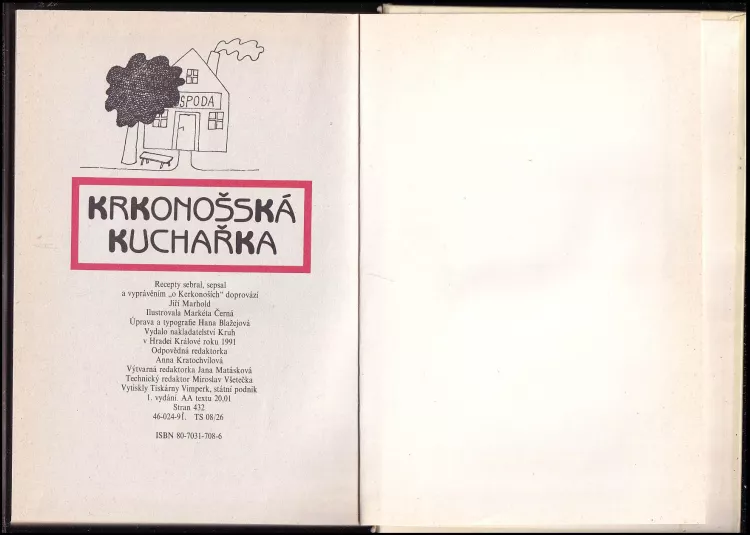 HOSPODA
KRKONOŠSKÁ
KUCHAŘKA
Recepty sebral, sepsal
a vyprávěním „o Kerkonoších" doprovází
Jiří Marhold
Ilustrovala Markéta Černá
Úprava a typografie Hana Blažejová
Vydalo nakladatelství Kruh
v Hradci Králové roku 1991
Odpovědná redaktorka
Anna Kratochvílová
Výtvarná redaktorka Jana Matásková
Technický redaktor Miroslav Všetečka
Vytiskly Tiskárny Vimperk, státní podnik
1. vydání. AA textu 20,01
Stran 432
46-024-91. TS 08/26
ISBN 80-7031-708-6